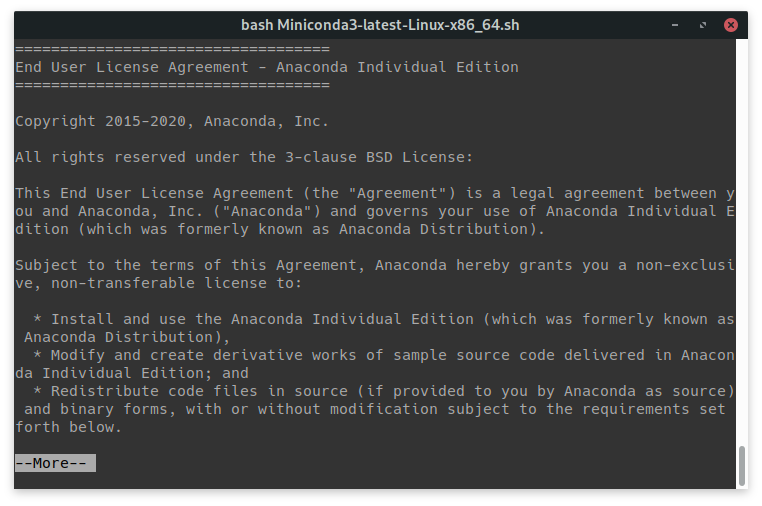 bash Miniconda3-latest-Linux-x86_64.sh
===================================
End User License Agreement - Anaconda Individual Edition
===================================
Copyright 2015-2020, Anaconda, Inc.
All rights reserved under the 3-clause BSD License:
This End User License Agreement (the "Agreement") is a legal agreement between y
ou and Anaconda, Inc. ("Anaconda") and governs your use of Anaconda Individual E
dition (which was formerly known as Anaconda Distribution).
Subject to the terms of this Agreement, Anaconda hereby grants you a non-exclusi
ve, non-transferable license to:
  * Install and use the Anaconda Individual Edition (which was formerly known as
 Anaconda Distribution),
  * Modify and create derivative works of sample source code delivered in Anacon
da Individual Edition; and
  * Redistribute code files in source (if provided to you by Anaconda as source)
 and binary forms, with or without modification subject to the requirements set
forth below.
--More--